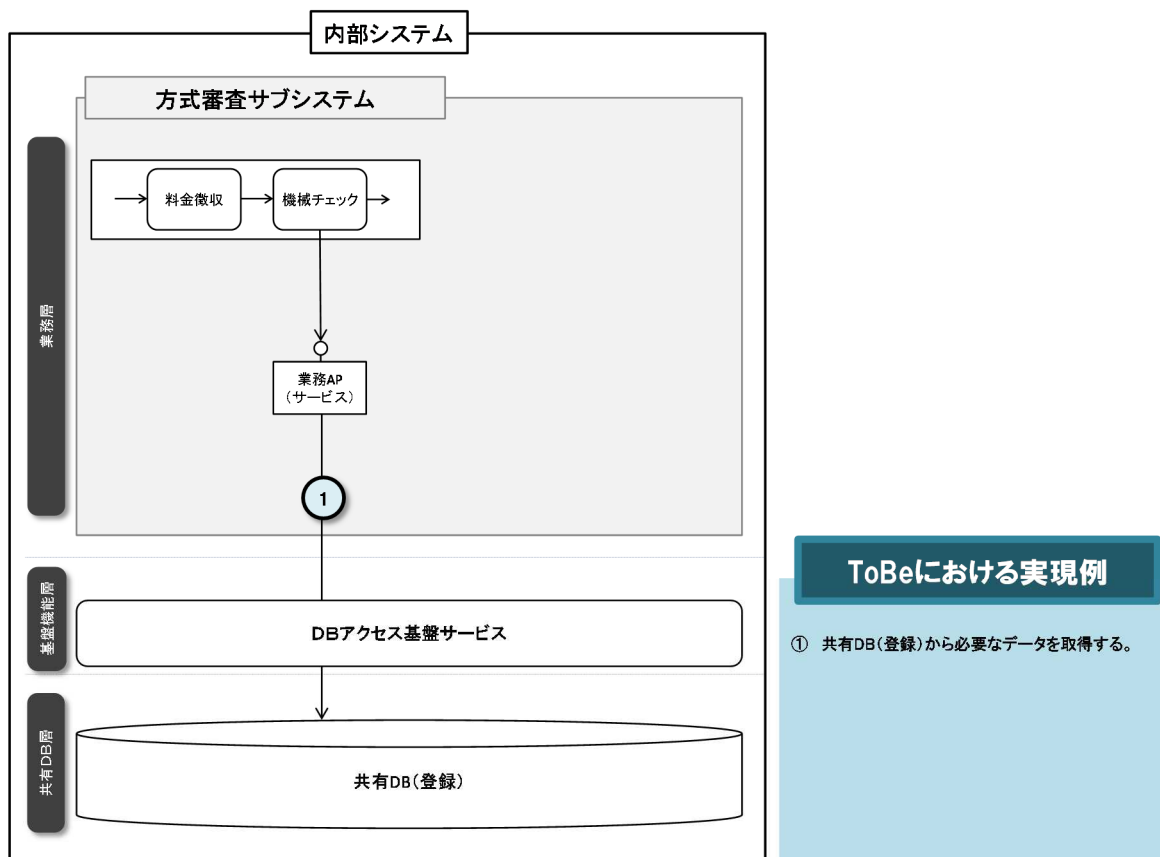 内部システム
方式審査サブシステム
業務層
料金徴収
機械チェック
業務AP
(サービス)
1
ToBeにおける実現例
① 共有DB(登録)から必要なデータを取得する。
基盤機能層
DBアクセス基盤サービス
共有DB層
共有DB(登録)